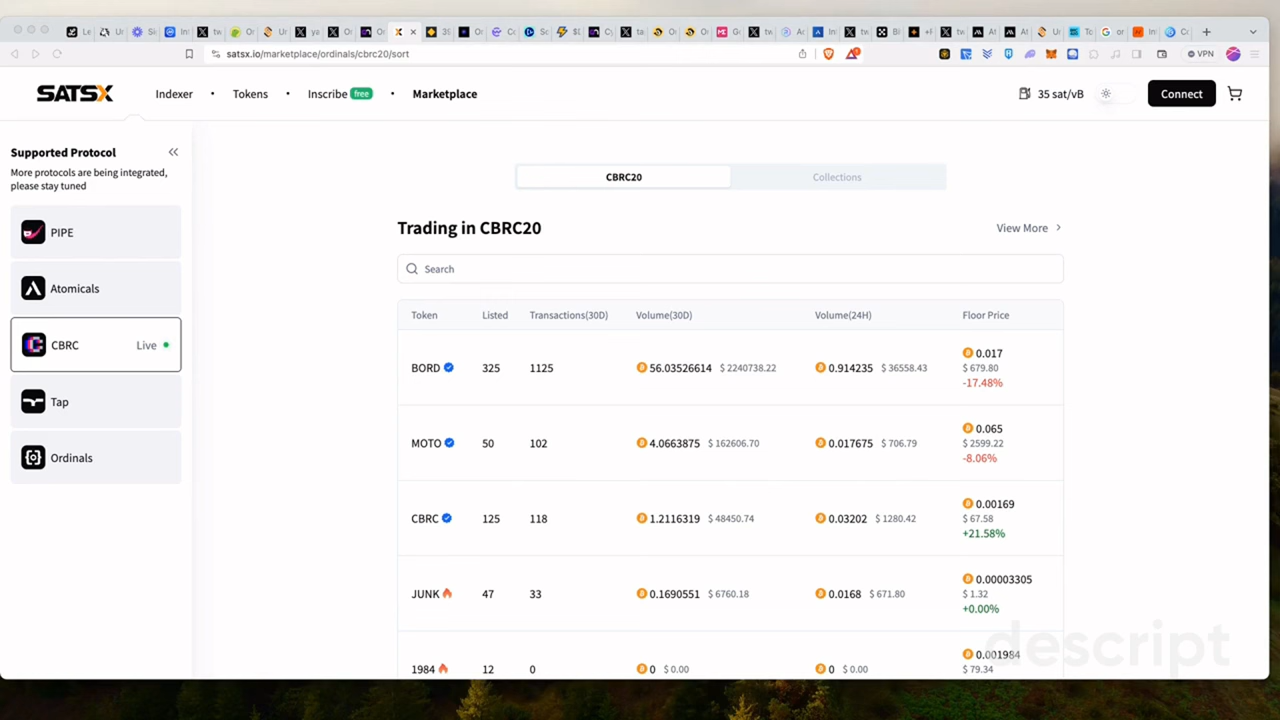 satsx.io/marketplace/ordinals/cbrc20/sort
VPN
SATSX
Indexer • Tokens • Inscribe free • Marketplace
35 sat/vB
Connect
Supported Protocol
More protocols are being integrated,
please stay tuned
PIPE
Atomicals
CBRC Live
Tap
Ordinals
CBRC20 Collections
Trading in CBRC20
View More
Search
Token Listed Transactions(30D) Volume(30D) Volume(24H) Floor Price
BORD 325 1125 56.03526614 $ 2240738.22 0.914235 $ 36558.43 0.017
$ 679.80
-17.48%
MOTO 50 102 4.0663875 $ 162606.70 0.017675 $ 706.79 0.065
$ 2599.22
-8.06%
CBRC 125 118 1.2116319 $ 48450.74 0.03202 $ 1280.42 0.00169
$ 67.58
+21.58%
JUNK 47 33 0.1690551 $ 6760.18 0.0168 $ 671.80 0.00003305
$ 1.32
+0.00%
1984 12 0 0 $ 0.00 0 $ 0.00 0.001984
$ 79.34
descript